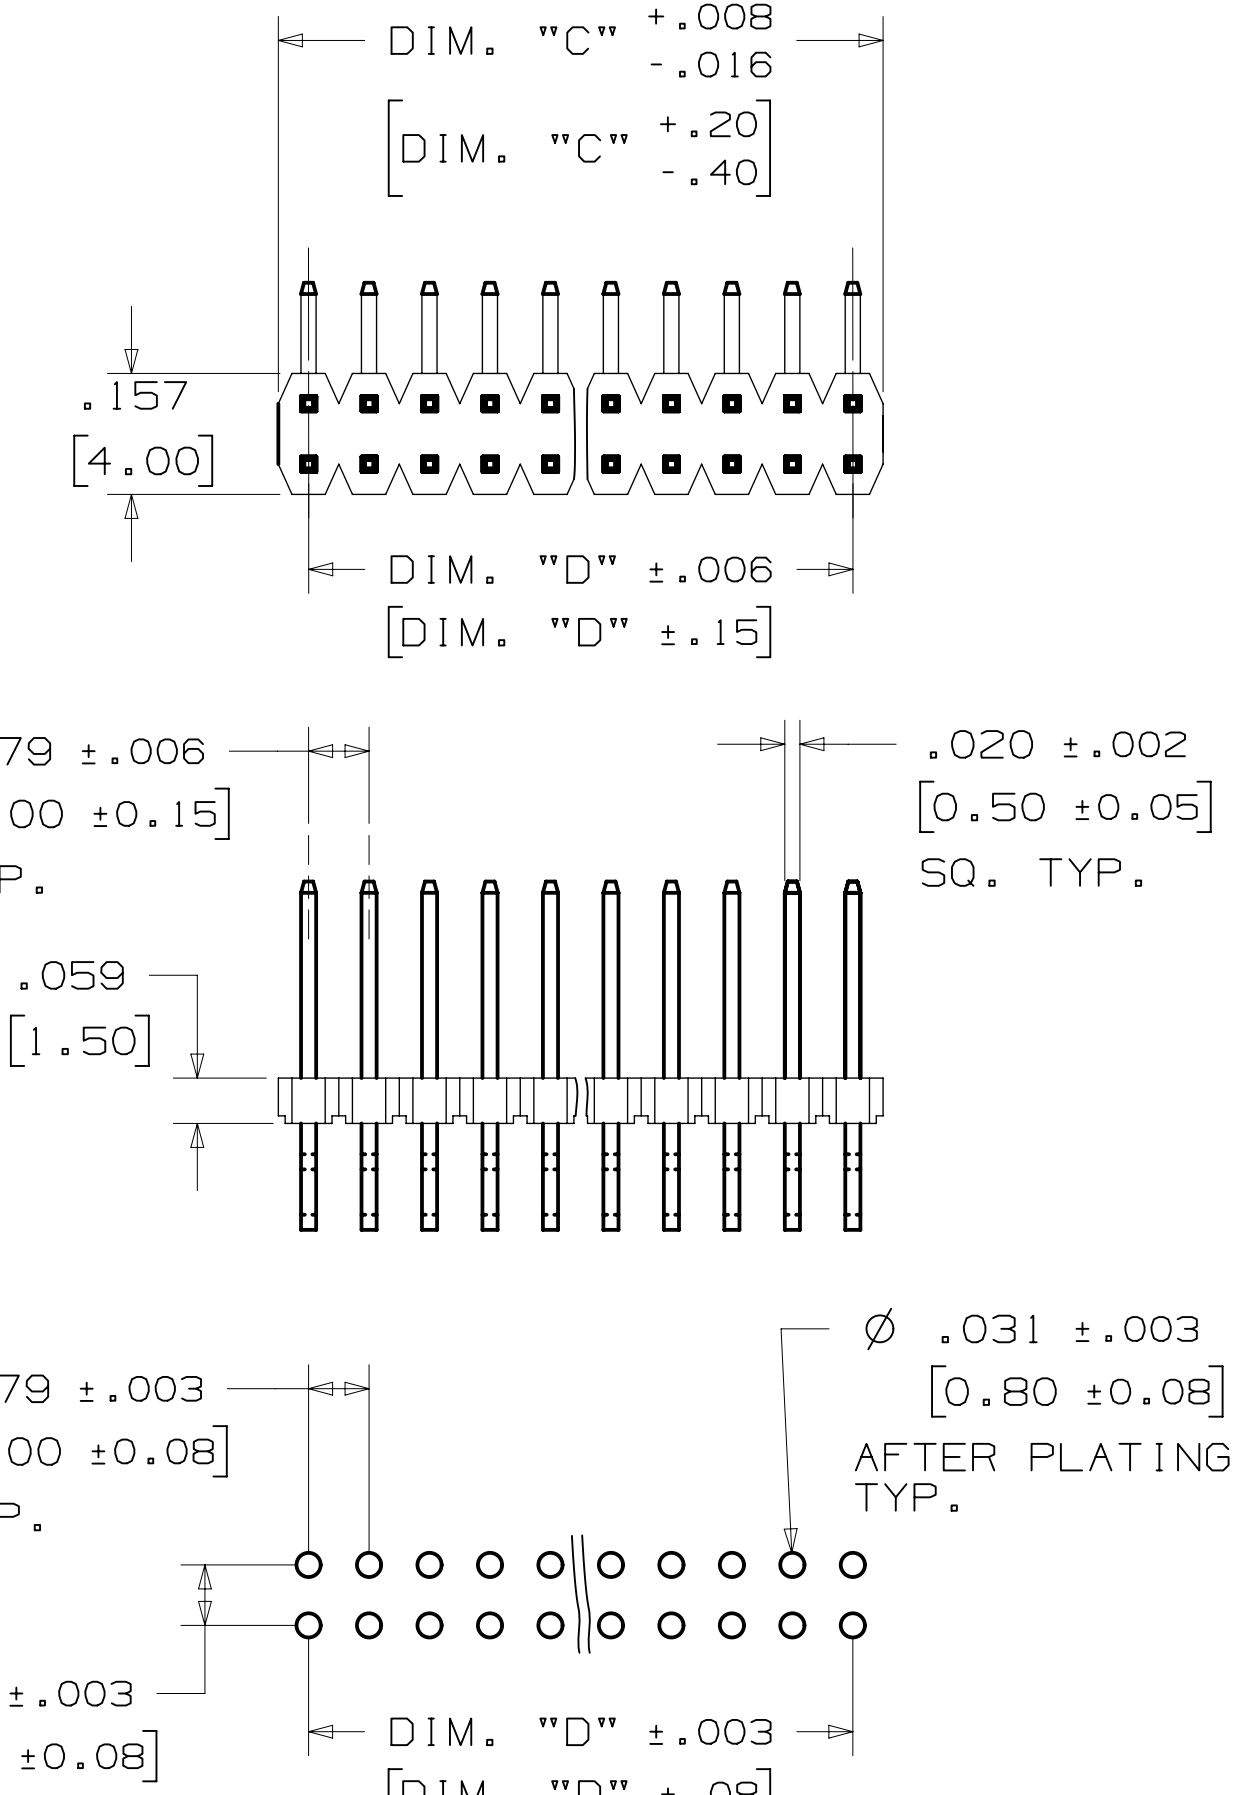 DIM. "C" +.008
-.016
[DIM. "C" +.20
-.40]
.157
[4.00]
DIM. "D" ±.006
[DIM. "D" ±.15]
79 ±.006
00 ±0.15]
P.
.020 ±.002
[0.50 ±0.05]
SQ. TYP.
.059
[1.50]
Ø .031 ±.003
[0.80 ±0.08]
AFTER PLATING
TYP.
79 ±.003
00 ±0.08]
P.
±.003
±0.08]
DIM. "D" ±.003
[DIM. "D" ±.08]